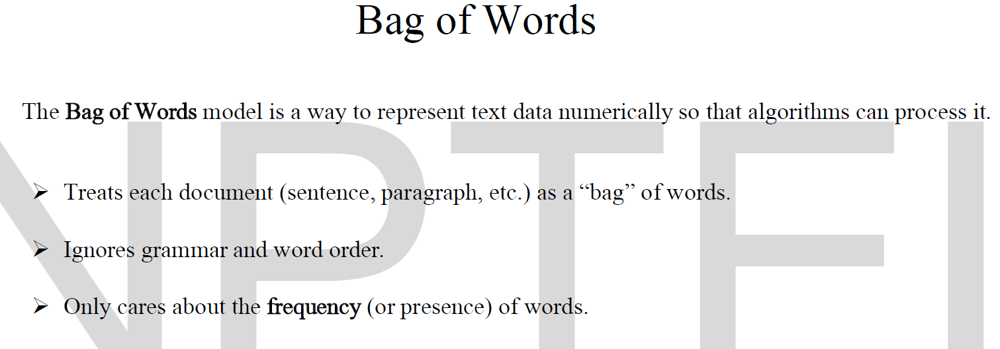 Bag of Words
The Bag of Words model is a way to represent text data numerically so that algorithms can process it.
➢ Treats each document (sentence, paragraph, etc.) as a “bag” of words.
➢ Ignores grammar and word order.
➢ Only cares about the frequency (or presence) of words.